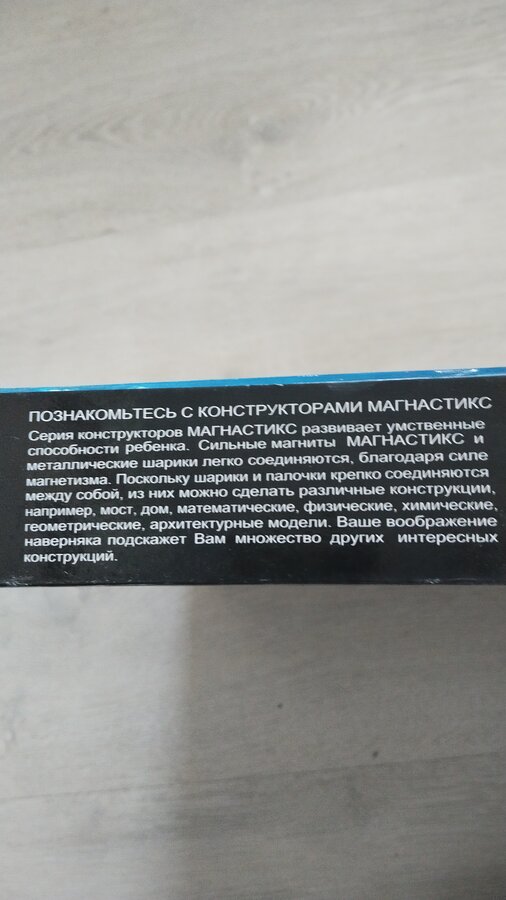 ПОЗНАКОМЬТЕСЬ С КОНСТРУКТОРАМИ МАГНАСТИКС
Серия конструкторов МАГНАСТИКС развивает умственные
способности ребенка. Сильные магниты МАГНАСТИКС и
металлические шарики легко соединяются, благодаря силе
магнетизма. Поскольку шарики и палочки крепко соединяются
между собой, из них можно сделать различные конструкции,
например, мост, дом, математические, физические, химические,
геометрические, архитектурные модели. Ваше воображение
наверняка подскажет Вам множество других интересных
конструкций.